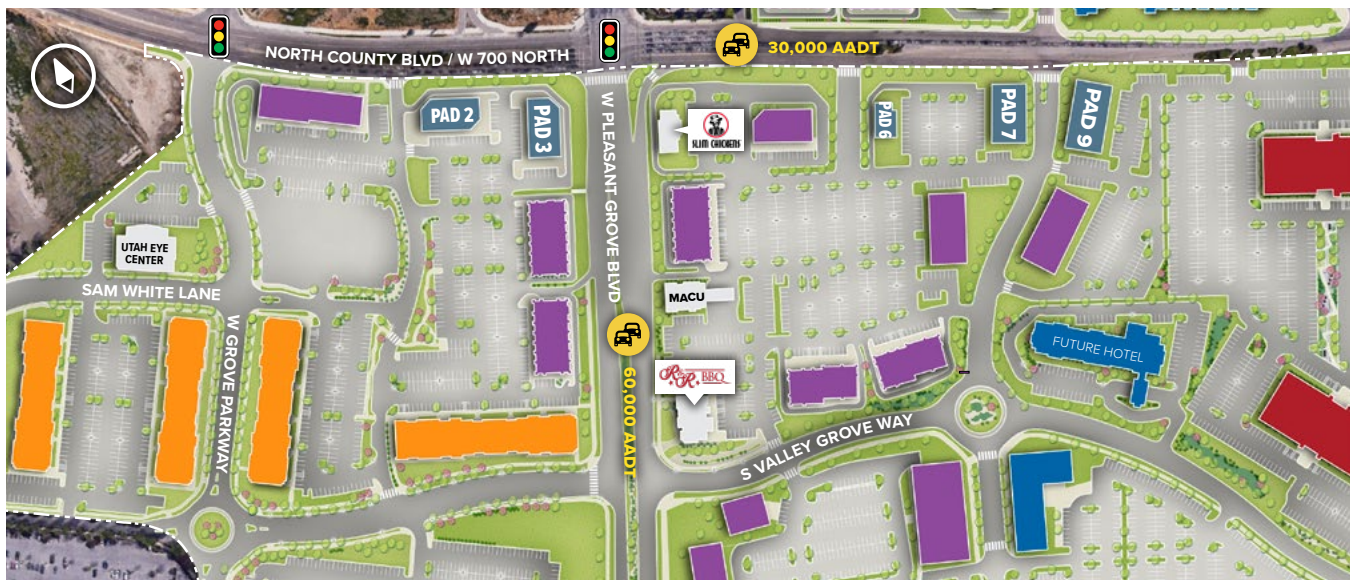 NORTH COUNTY BLVD / W 700 NORTH
30,000 AADT
PAD 2
PAD 3
W PLEASANT GROVE BLVD
SLIM CHICKENS
PAD 6
PAD 7
PAD 9
UTAH EYE
CENTER
SAM WHITE LANE
MACU
W GROVE PARKWAY
60,000 AADT
R&R BBQ
FUTURE HOTEL
S VALLEY GROVE WAY